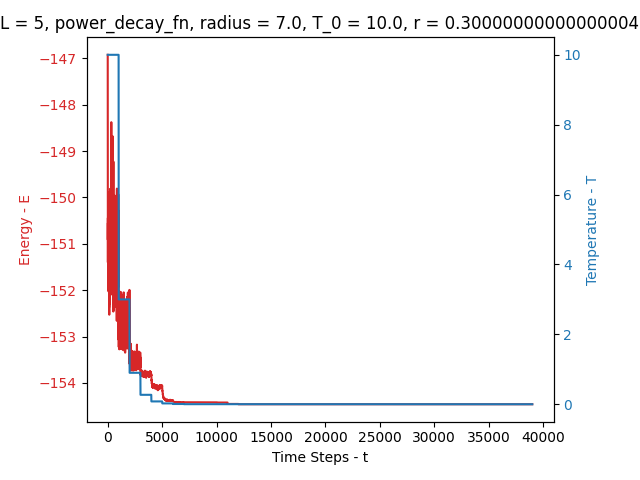 L = 5, power_decay_fn, radius = 7.0, T_0 = 10.0, r = 0.30000000000000004
−147
−148
−149
−150
−151
−152
−153
−154
Energy - E
10
8
6
4
2
0
Temperature - T
0 5000 10000 15000 20000 25000 30000 35000 40000
Time Steps - t